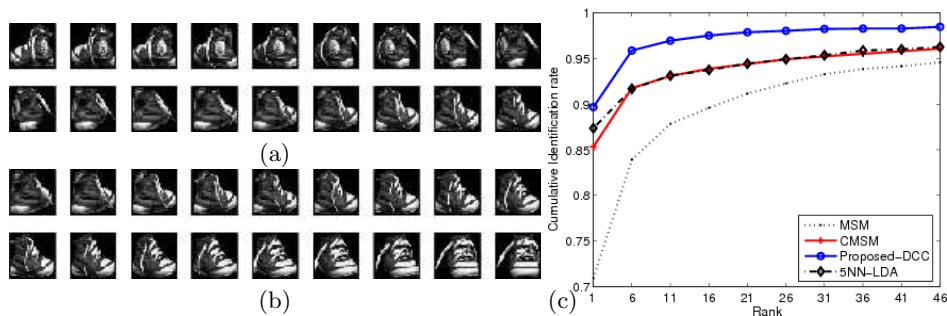 (a)
(b)
1
0.95
0.9
0.85
0.8
0.75
0.7
Cumulative Identification rate
MSM
CMSM
Proposed-DCC
5NN-LDA
(c)
1 6 11 16 21 26 31 36 41 46
Rank